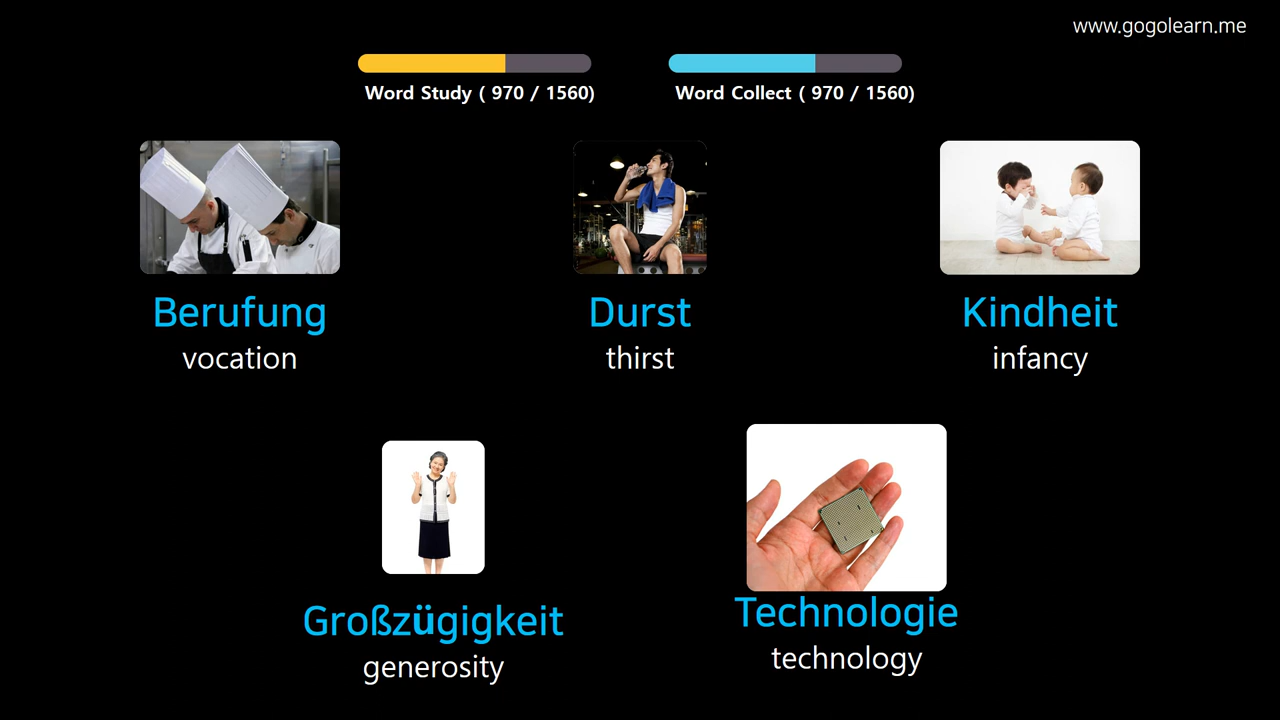 www.gogolearn.me
Word Study ( 970 / 1560)
Word Collect ( 970 / 1560)
Berufung
vocation
Durst
thirst
Kindheit
infancy
Großzügigkeit
generosity
Technologie
technology